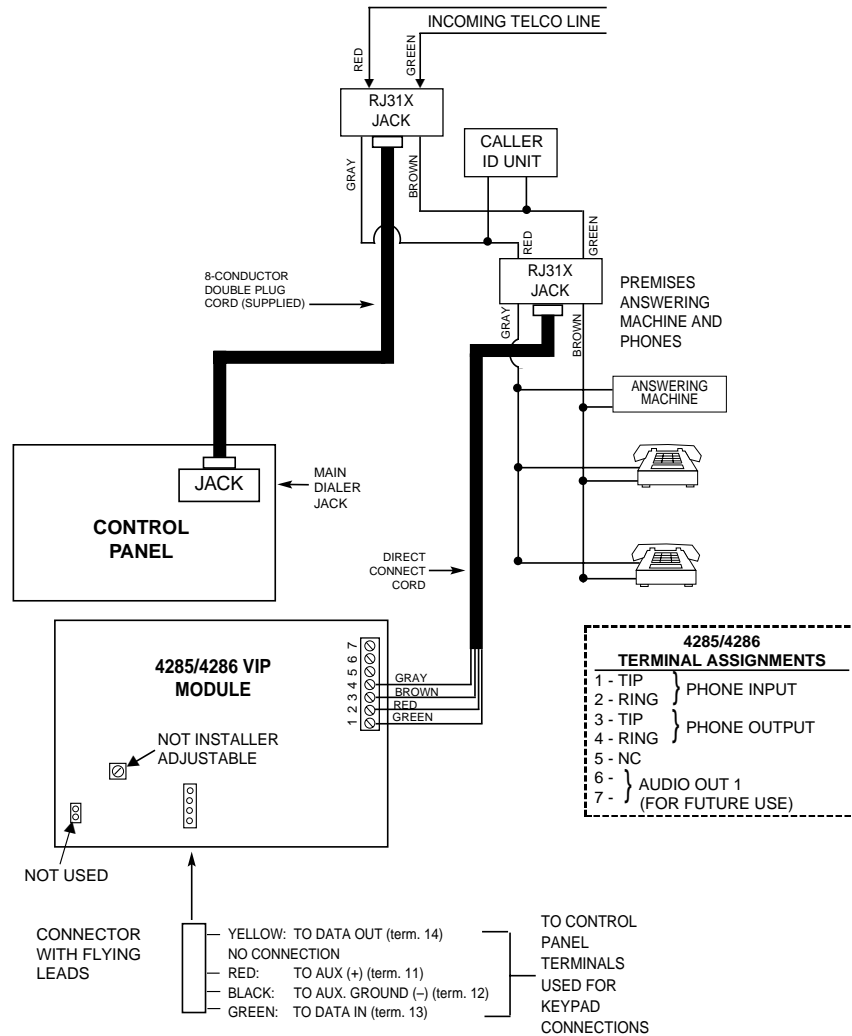 INCOMING TELCO LINE
RED
GREEN
RJ31X
JACK
CALLER
ID UNIT
GRAY
BROWN
RED
GREEN
8-CONDUCTOR
DOUBLE PLUG
CORD (SUPPLIED)
RJ31X
JACK
PREMISES
ANSWERING
MACHINE AND
PHONES
GRAY
BROWN
ANSWERING
MACHINE
JACK
MAIN
DIALER
JACK
CONTROL
PANEL
DIRECT
CONNECT
CORD
4285/4286 VIP
MODULE
7
6
5
4
3
2
1
GRAY
BROWN
RED
GREEN
NOT INSTALLER
ADJUSTABLE
NOT USED
4285/4286
TERMINAL ASSIGNMENTS
1 - TIP
2 - RING
PHONE INPUT
3 - TIP
4 - RING
PHONE OUTPUT
5 - NC
6 -
7 -
AUDIO OUT 1
(FOR FUTURE USE)
CONNECTOR
WITH FLYING
LEADS
YELLOW: TO DATA OUT (term. 14)
NO CONNECTION
RED: TO AUX (+) (term. 11)
BLACK: TO AUX. GROUND (–) (term. 12)
GREEN: TO DATA IN (term. 13)
TO CONTROL
PANEL
TERMINALS
USED FOR
KEYPAD
CONNECTIONS